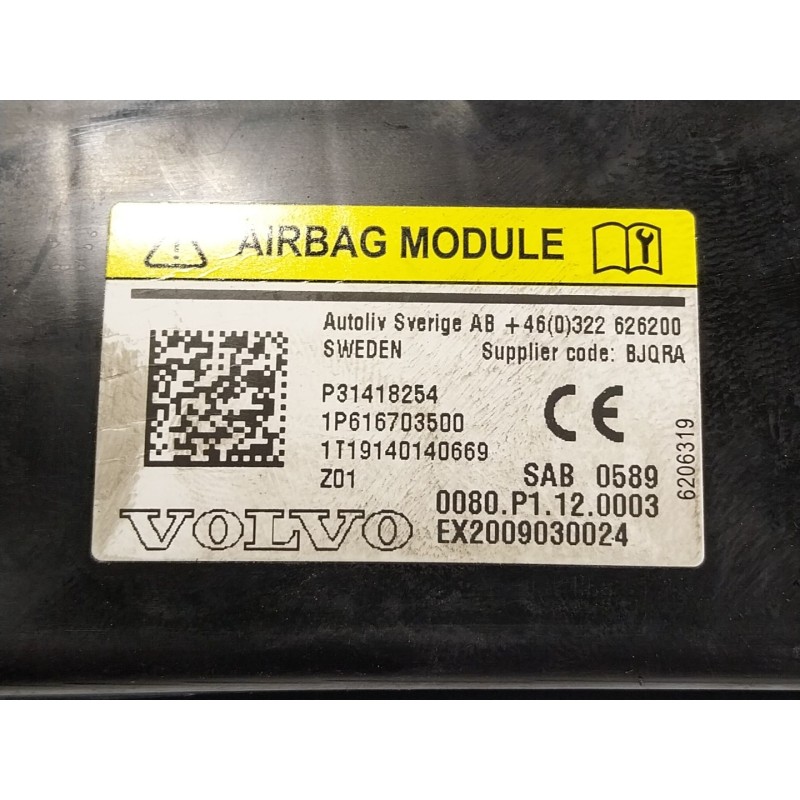 AIRBAG MODULE
Autoliv Sverige AB +46(0)322 626200
SWEDEN Supplier code: BJQRA
P31418254
1P616703500
1T19140140669
Z01
CE
SAB 0589
0080.P1.12.0003
EX2009030024
VOLVO
6206319